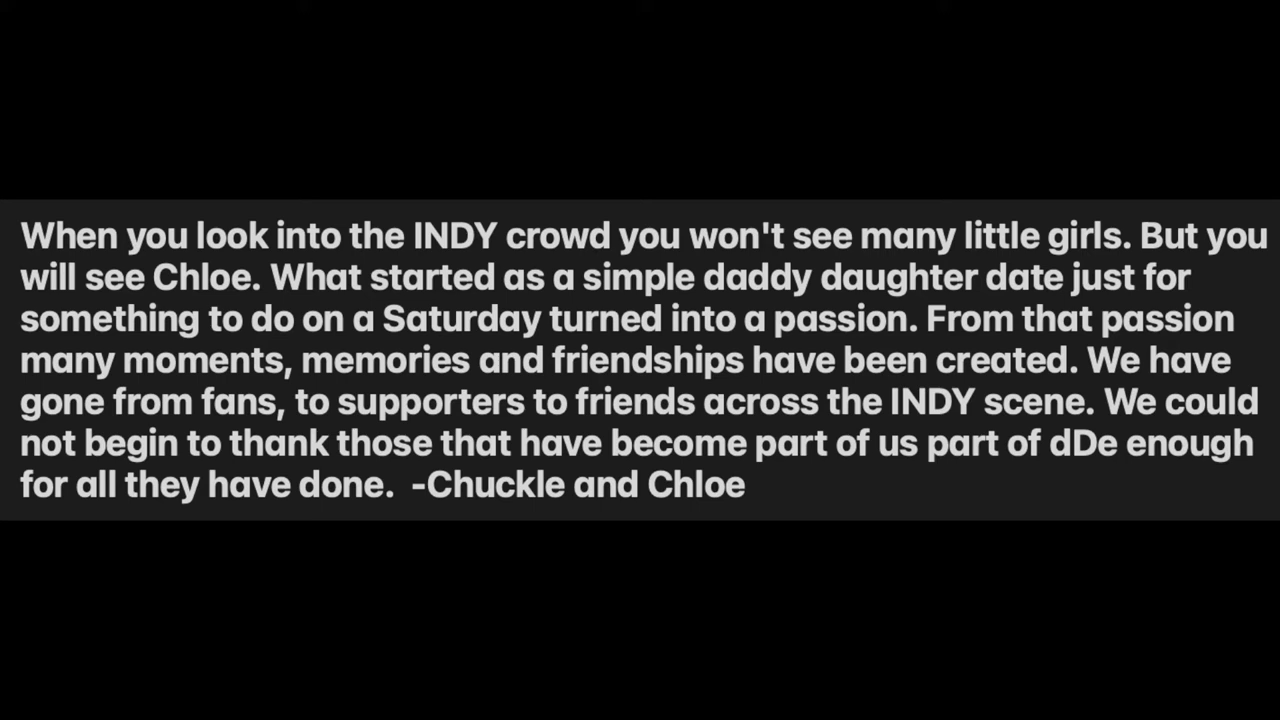 When you look into the INDY crowd you won't see many little girls. But you
will see Chloe. What started as a simple daddy daughter date just for
something to do on a Saturday turned into a passion. From that passion
many moments, memories and friendships have been created. We have
gone from fans, to supporters to friends across the INDY scene. We could
not begin to thank those that have become part of us part of dDe enough
for all they have done.  -Chuckle and Chloe